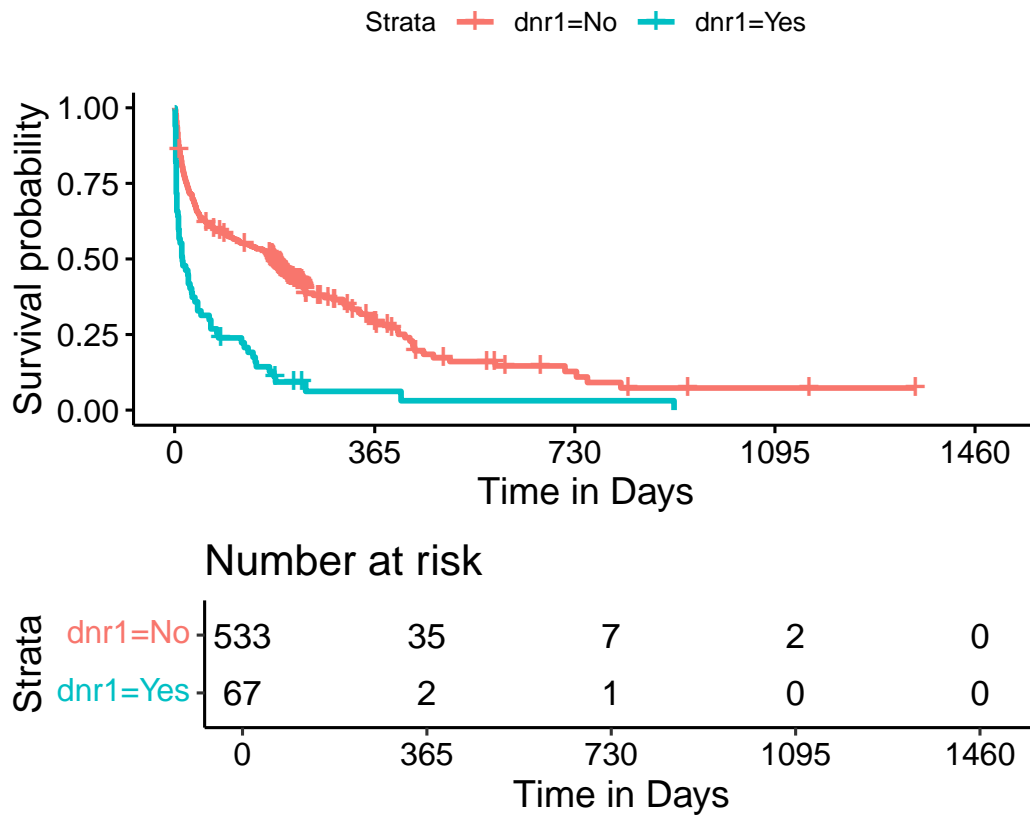 Strata dnr1=No dnr1=Yes
Survival probability
1.00
0.75
0.50
0.25
0.00
0 365 730 1095 1460
Time in Days
Number at risk
Strata
dnr1=No 533 35 7 2 0
dnr1=Yes 67 2 1 0 0
0 365 730 1095 1460
Time in Days